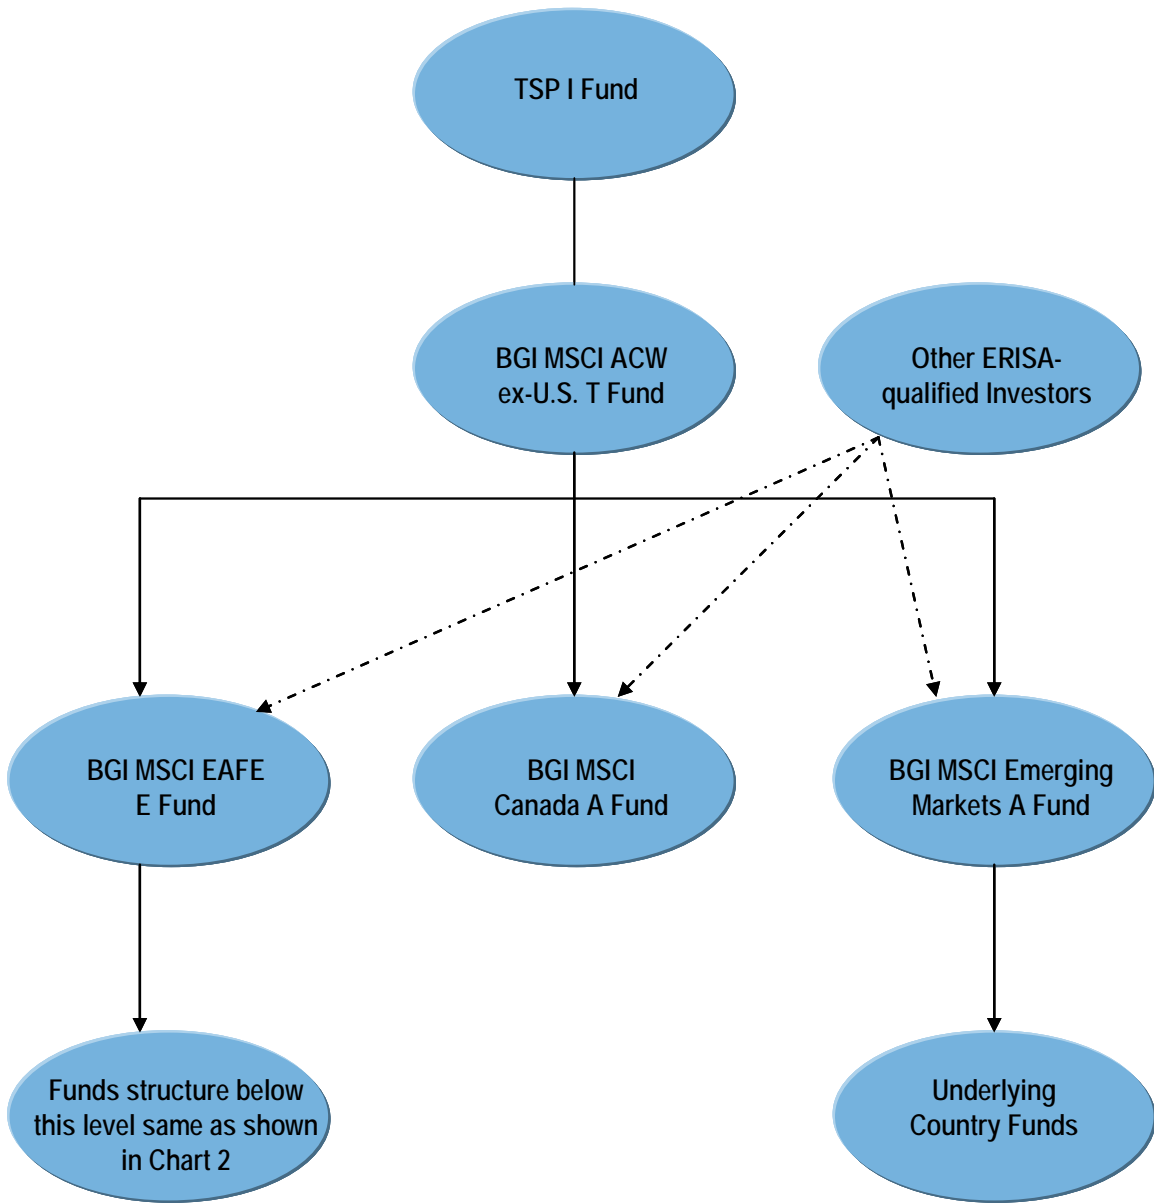 TSP I Fund
BGI MSCI ACW
ex-U.S. T Fund
Other ERISA-
qualified Investors
BGI MSCI EAFE
E Fund
BGI MSCI
Canada A Fund
BGI MSCI Emerging
Markets A Fund
Funds structure below
this level same as shown
in Chart 2
Underlying
Country Funds